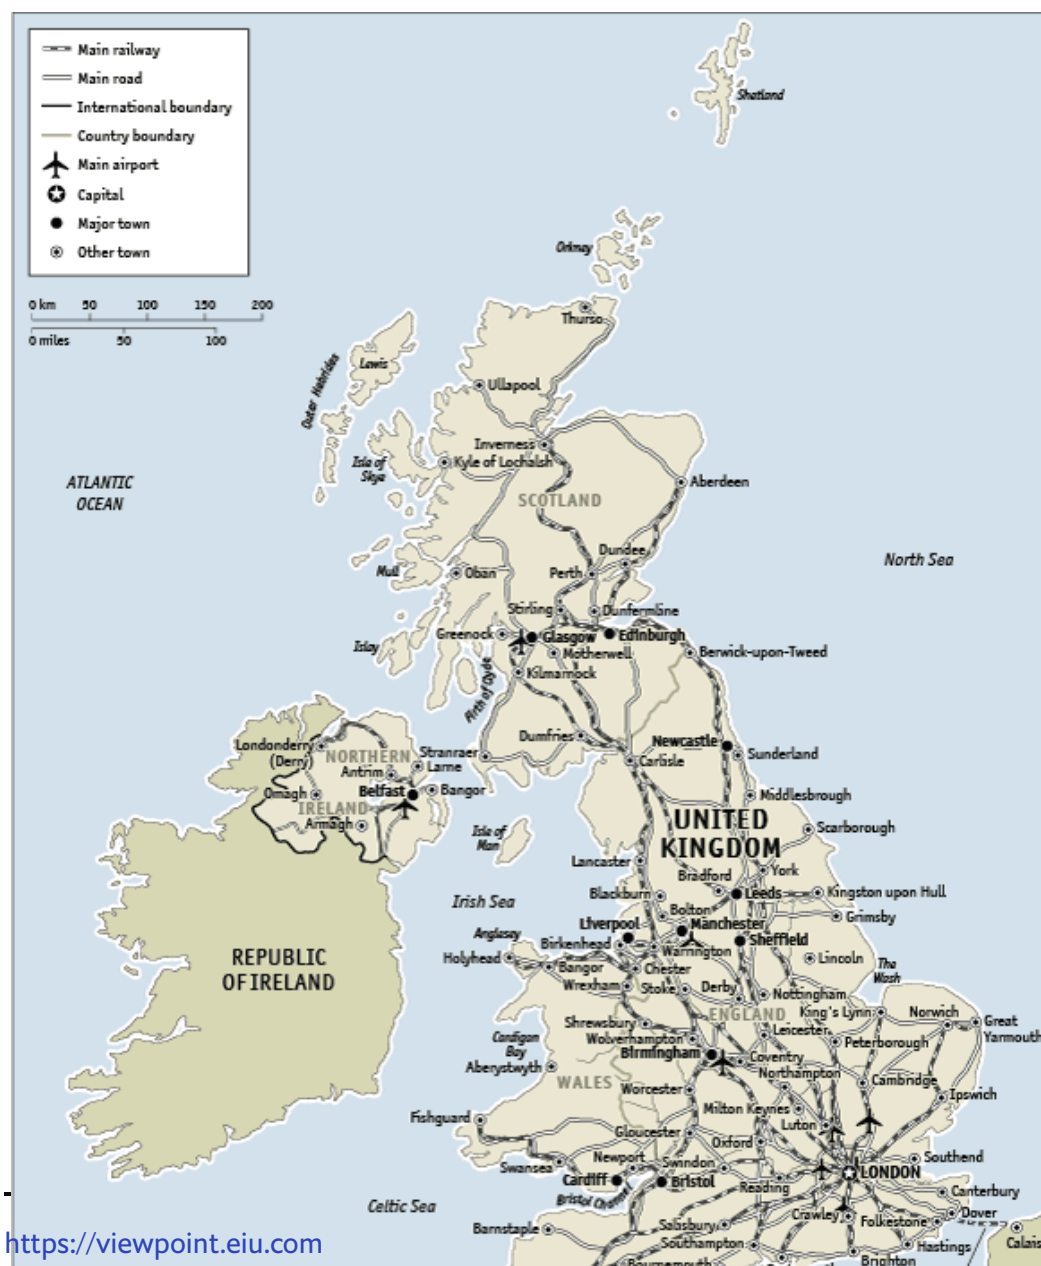 Main railway
Main road
International boundary
Country boundary
Main airport
Capital
Major town
Other town
0 km 50 100 150 200
0 miles 50 100
Shetland
Orkney
Thurso
Outer Hebrides
Lewis
Ullapool
Inverness
Isle of
Skye
Kyle of Lochalsh
ATLANTIC
OCEAN
Aberdeen
SCOTLAND
North Sea
Dundee
Mull
Oban
Perth
Stirling
Dunfermline
Greenock
Glasgow
Edinburgh
Islay
Motherwell
Berwick-upon-Tweed
Kilmarnock
Firth of Clyde
Dumfries
Newcastle
Londonderry
(Derry)
NORTHERN
IRELAND
Stranraer
Sunderland
Antrim
Larne
Carlisle
Omagh
Belfast
Bangor
Middlesbrough
Armagh
Isle of
Man
UNITED
KINGDOM
Scarborough
Lancaster
Bradford
York
Blackburn
Leeds
Kingston upon Hull
Irish Sea
Bolton
Grimsby
Liverpool
Manchester
Anglesey
Birkenhead
Sheffield
Warrington
Holyhead
Bangor
Chester
Lincoln
The
Wash
REPUBLIC
OF IRELAND
Wrexham
Stoke
Derby
Nottingham
ENGLAND
King's Lynn
Norwich
Great
Yarmouth
Shrewsbury
Leicester
Cardigan
Bay
Wolverhampton
Peterborough
Birmingham
Coventry
Aberystwyth
WALES
Northampton
Cambridge
Worcester
Ipswich
Milton Keynes
Fishguard
Luton
Gloucester
Oxford
Newport
Swindon
Southend
Swansea
LONDON
Cardiff
Bristol
Reading
Bristol Channel
Canterbury
Celtic Sea
Crawley
Dover
Barnstaple
Salisbury
Folkestone
Southampton
Hastings
Calais
Bournemouth
Brighton
https://viewpoint.eiu.com